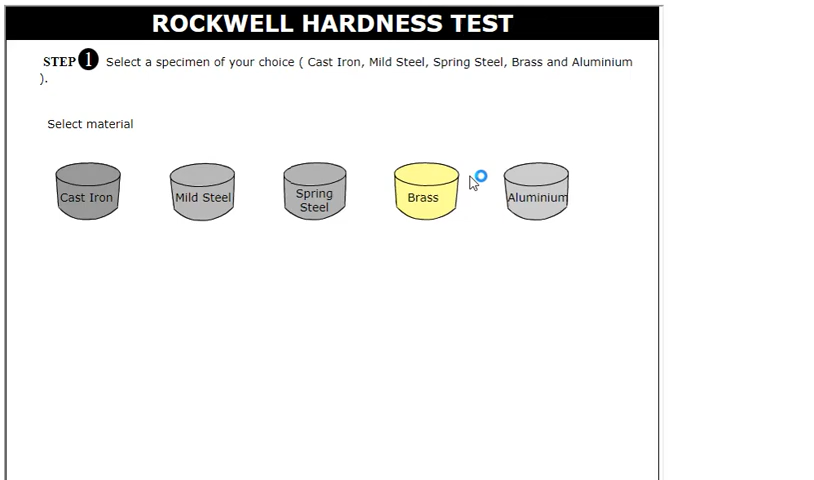 ROCKWELL HARDNESS TEST
STEP 1 Select a specimen of your choice ( Cast Iron, Mild Steel, Spring Steel, Brass and Aluminium
).
Select material
Cast Iron
Mild Steel
Spring
Steel
Brass
Aluminium